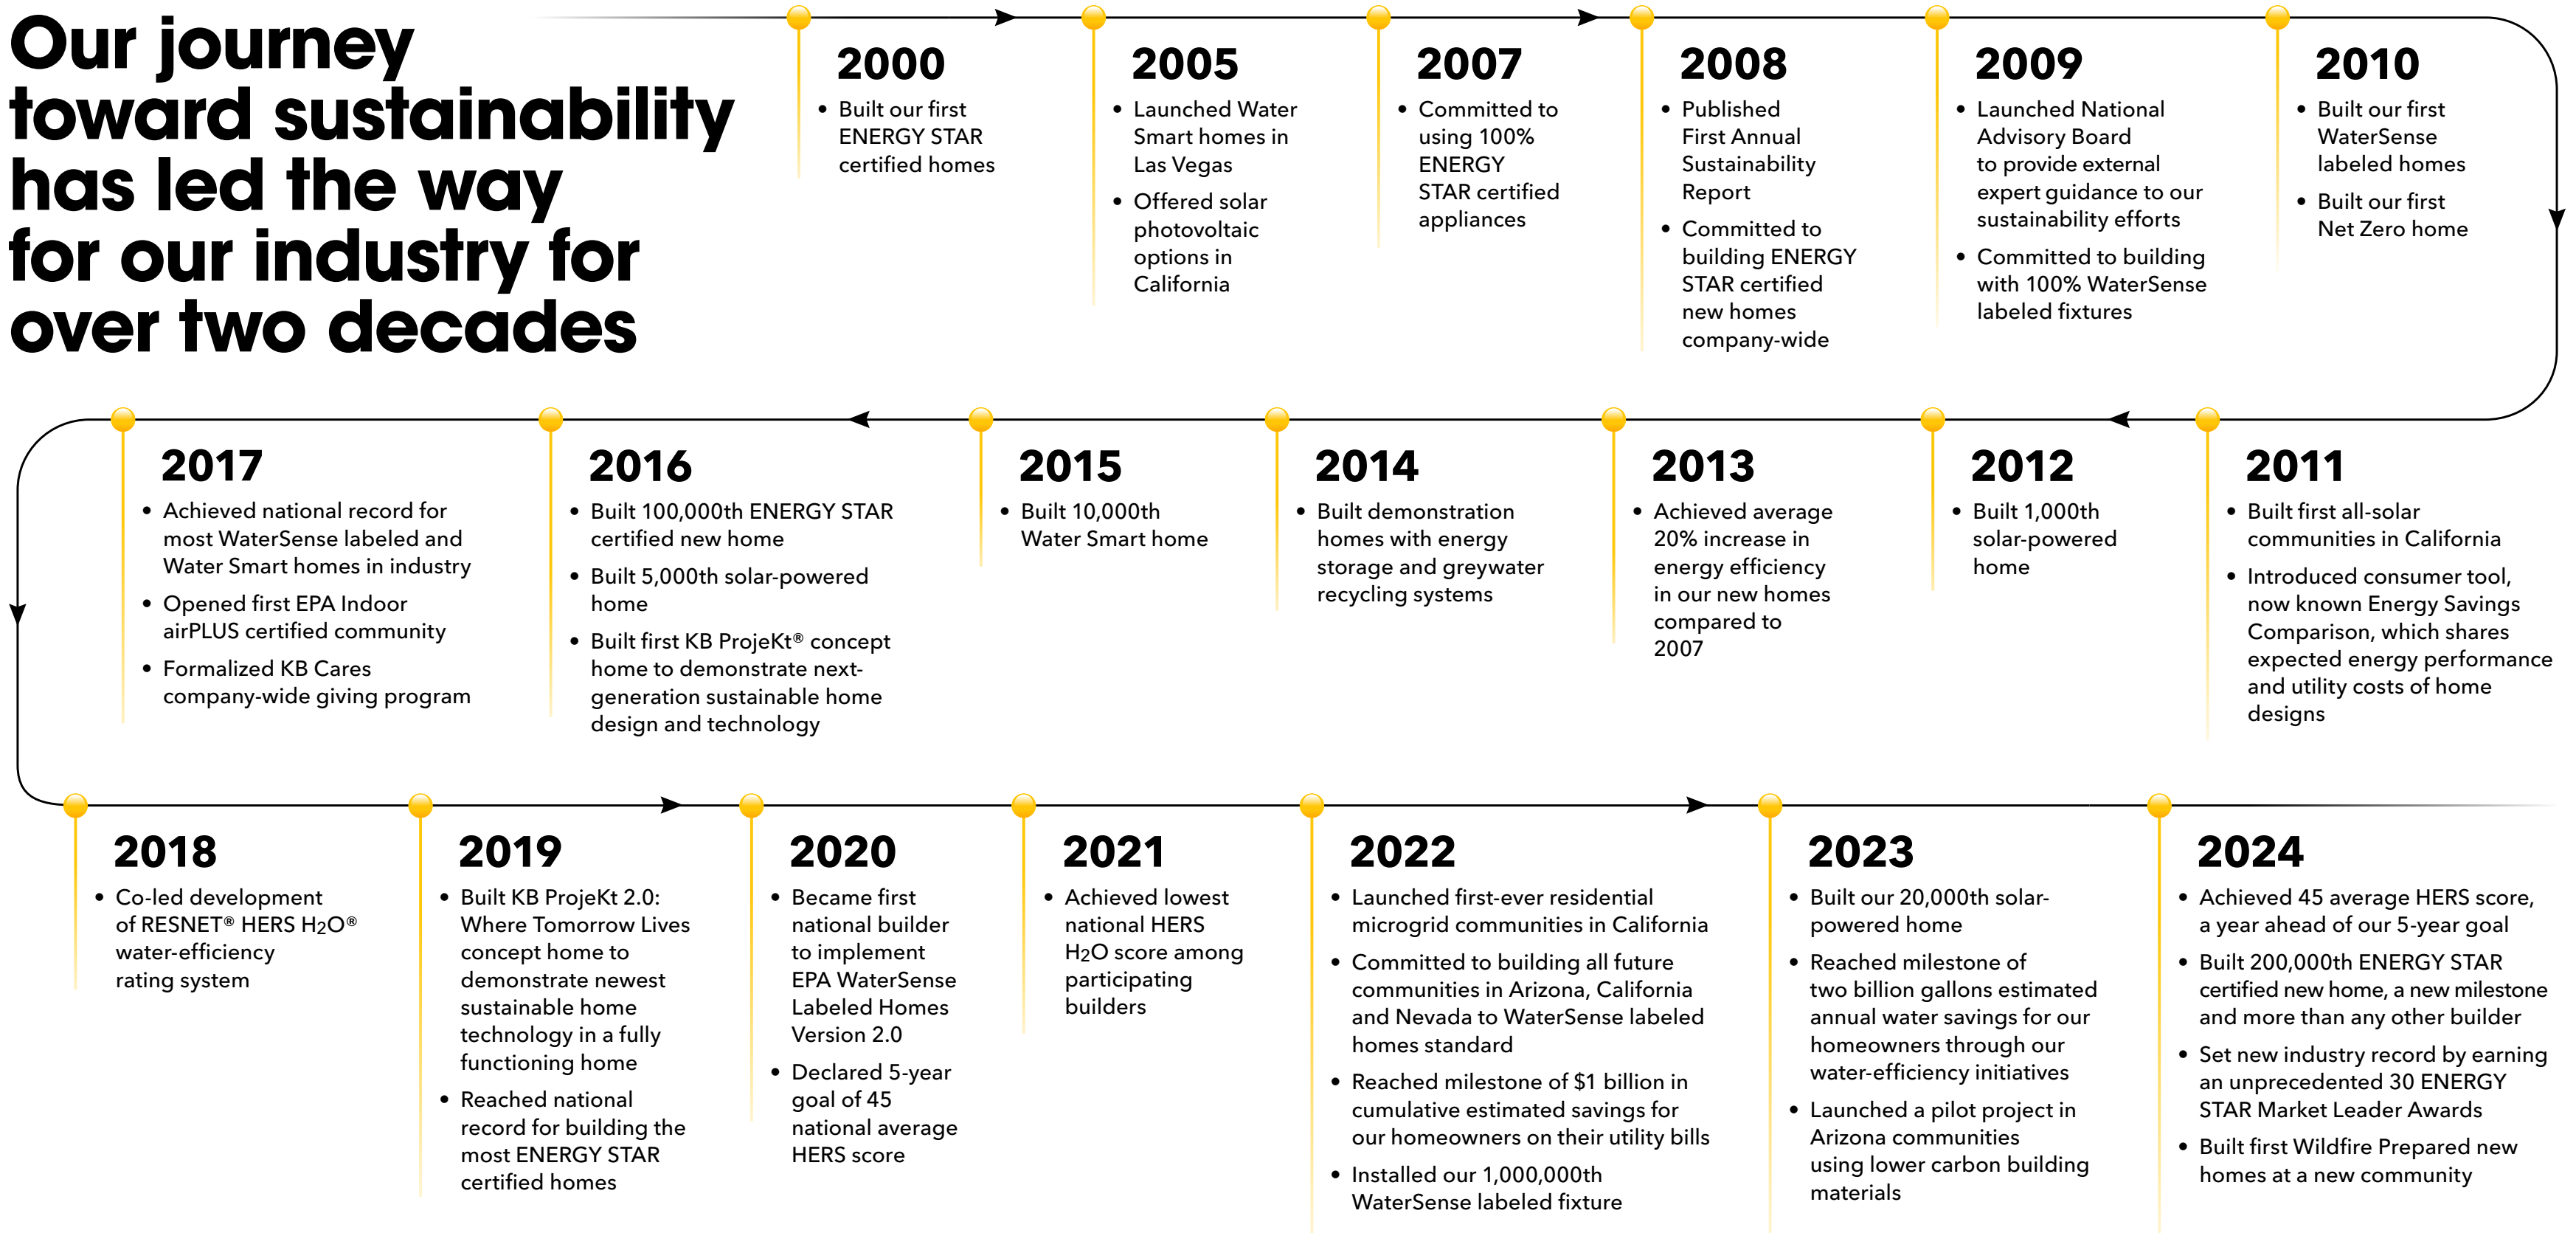 Our journey
toward sustainability
has led the way
for our industry for
over two decades
2000
• Built our first
ENERGY STAR
certified homes
2005
• Launched Water
Smart homes in
Las Vegas
• Offered solar
photovoltaic
options in
California
2007
• Committed to
using 100%
ENERGY
STAR certified
appliances
2008
• Published
First Annual
Sustainability
Report
• Committed to
building ENERGY
STAR certified
new homes
company-wide
2009
• Launched National
Advisory Board
to provide external
expert guidance to our
sustainability efforts
• Committed to building
with 100% WaterSense
labeled fixtures
2010
• Built our first
WaterSense
labeled homes
• Built our first
Net Zero home
2011
• Built first all-solar
communities in California
• Introduced consumer tool,
now known Energy Savings
Comparison, which shares
expected energy performance
and utility costs of home
designs
2012
• Built 1,000th
solar-powered
home
2013
• Achieved average
20% increase in
energy efficiency
in our new homes
compared to
2007
2014
• Built demonstration
homes with energy
storage and greywater
recycling systems
2015
• Built 10,000th
Water Smart home
2016
• Built 100,000th ENERGY STAR
certified new home
• Built 5,000th solar-powered
home
• Built first KB ProjeKt® concept
home to demonstrate next-
generation sustainable home
design and technology
2017
• Achieved national record for
most WaterSense labeled and
Water Smart homes in industry
• Opened first EPA Indoor
airPLUS certified community
• Formalized KB Cares
company-wide giving program
2018
• Co-led development
of RESNET® HERS H2O®
water-efficiency
rating system
2019
• Built KB ProjeKt 2.0:
Where Tomorrow Lives
concept home to
demonstrate newest
sustainable home
technology in a fully
functioning home
• Reached national
record for building the
most ENERGY STAR
certified homes
2020
• Became first
national builder
to implement
EPA WaterSense
Labeled Homes
Version 2.0
• Declared 5-year
goal of 45
national average
HERS score
2021
• Achieved lowest
national HERS
H2O score among
participating
builders
2022
• Launched first-ever residential
microgrid communities in California
• Committed to building all future
communities in Arizona, California
and Nevada to WaterSense labeled
homes standard
• Reached milestone of $1 billion in
cumulative estimated savings for
our homeowners on their utility bills
• Installed our 1,000,000th
WaterSense labeled fixture
2023
• Built our 20,000th solar-
powered home
• Reached milestone of
two billion gallons estimated
annual water savings for our
homeowners through our
water-efficiency initiatives
• Launched a pilot project in
Arizona communities
using lower carbon building
materials
2024
• Achieved 45 average HERS score,
a year ahead of our 5-year goal
• Built 200,000th ENERGY STAR
certified new home, a new milestone
and more than any other builder
• Set new industry record by earning
an unprecedented 30 ENERGY
STAR Market Leader Awards
• Built first Wildfire Prepared new
homes at a new community